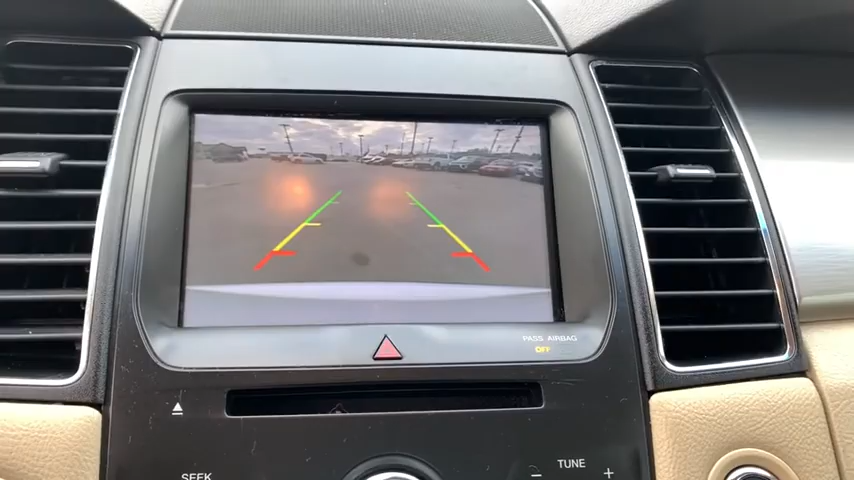 PASS AIRBAG
OFF
SEEK
TUNE
- +